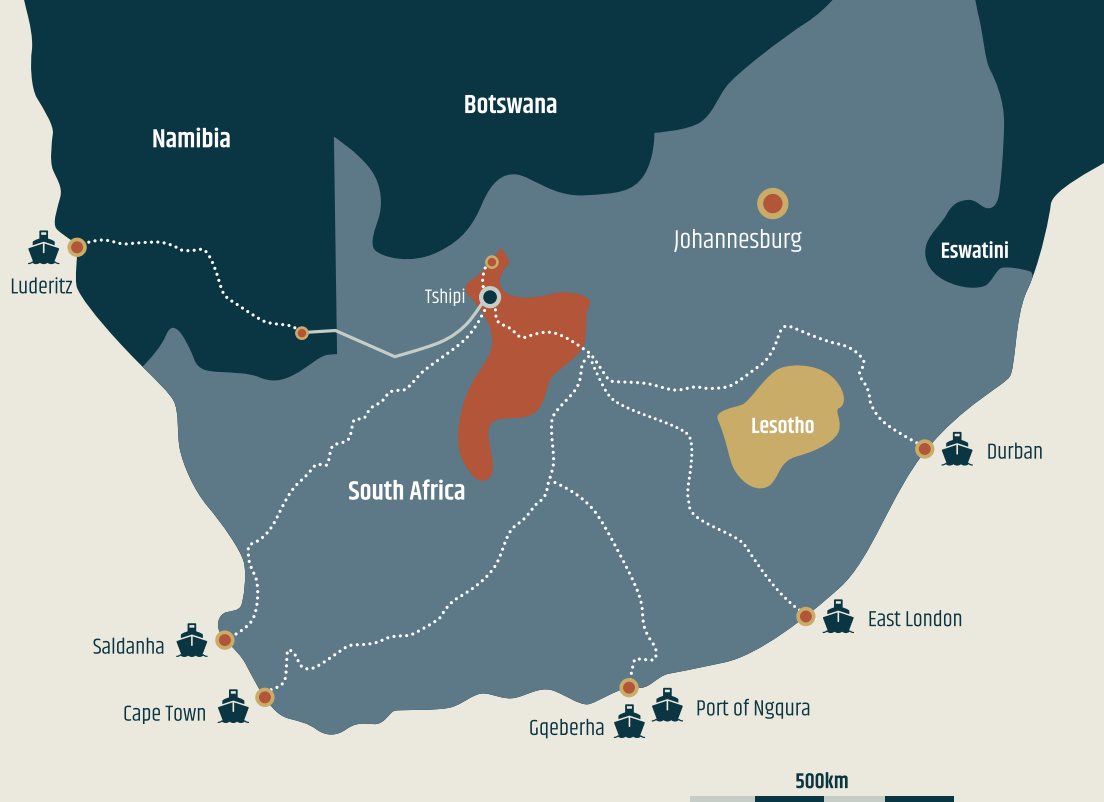 Botswana
Namibia
Johannesburg
Eswatini
Luderitz
Tshipi
Lesotho
Durban
South Africa
East London
Saldanha
Cape Town
Port of Ngqura
Gqeberha
500km